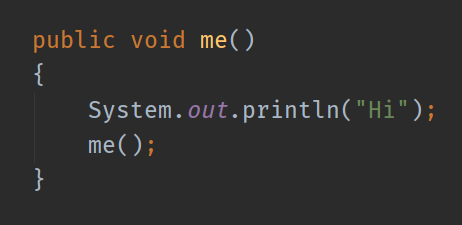 public void me()
{
    System.out.println("Hi");
    me();
}